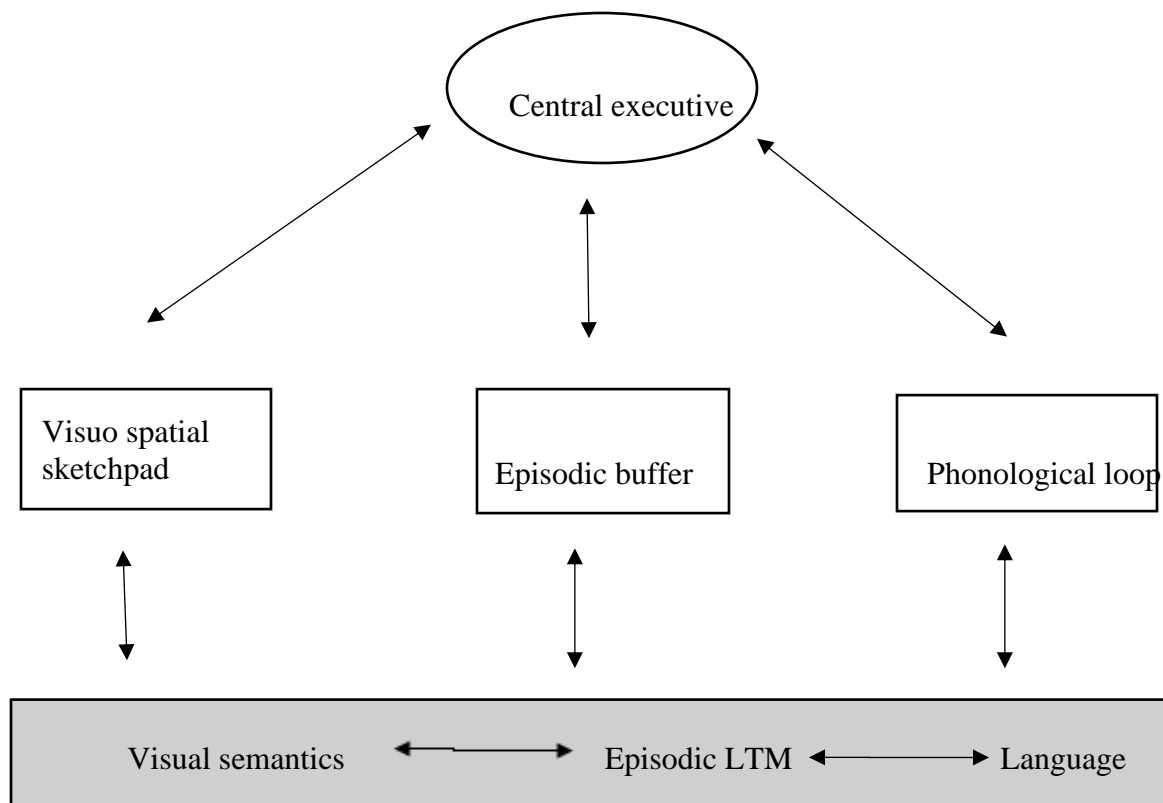 Central executive
Visuo spatial
sketchpad
Episodic buffer
Phonological loop
Visual semantics
Episodic LTM
Language